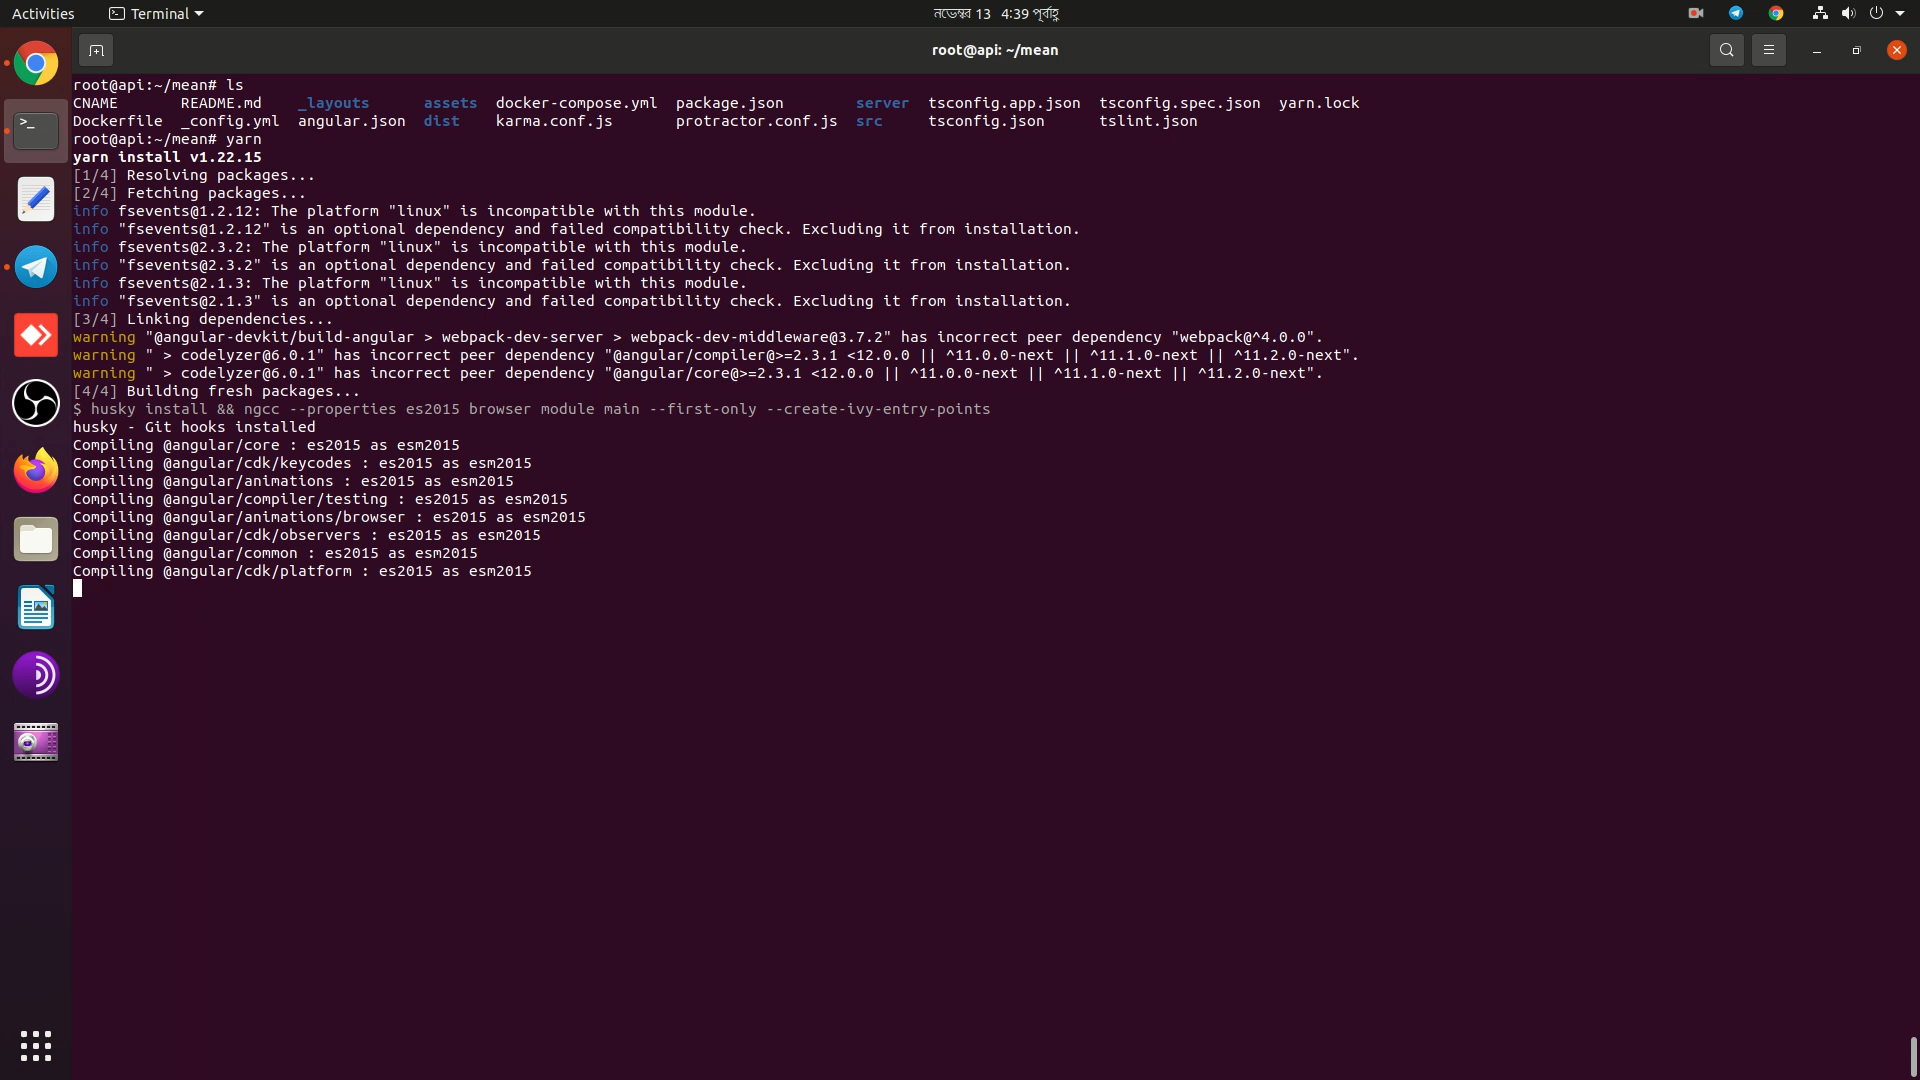 Activities
Terminal
নভেম্বর 13 4:39 পূর্বাহ্ণ
root@api: ~/mean
root@api:~/mean# ls
CNAME README.md _layouts assets docker-compose.yml package.json server tsconfig.app.json tsconfig.spec.json yarn.lock
Dockerfile _config.yml angular.json dist karma.conf.js protractor.conf.js src tsconfig.json tslint.json
root@api:~/mean# yarn
yarn install v1.22.15
[1/4] Resolving packages...
[2/4] Fetching packages...
info fsevents@1.2.12: The platform "linux" is incompatible with this module.
info "fsevents@1.2.12" is an optional dependency and failed compatibility check. Excluding it from installation.
info fsevents@2.3.2: The platform "linux" is incompatible with this module.
info "fsevents@2.3.2" is an optional dependency and failed compatibility check. Excluding it from installation.
info fsevents@2.1.3: The platform "linux" is incompatible with this module.
info "fsevents@2.1.3" is an optional dependency and failed compatibility check. Excluding it from installation.
[3/4] Linking dependencies...
warning "@angular-devkit/build-angular > webpack-dev-server > webpack-dev-middleware@3.7.2" has incorrect peer dependency "webpack@^4.0.0".
warning " > codelyzer@6.0.1" has incorrect peer dependency "@angular/compiler@>=2.3.1 <12.0.0 || ^11.0.0-next || ^11.1.0-next || ^11.2.0-next".
warning " > codelyzer@6.0.1" has incorrect peer dependency "@angular/core@>=2.3.1 <12.0.0 || ^11.0.0-next || ^11.1.0-next || ^11.2.0-next".
[4/4] Building fresh packages...
$ husky install && ngcc --properties es2015 browser module main --first-only --create-ivy-entry-points
husky - Git hooks installed
Compiling @angular/core : es2015 as esm2015
Compiling @angular/cdk/keycodes : es2015 as esm2015
Compiling @angular/animations : es2015 as esm2015
Compiling @angular/compiler/testing : es2015 as esm2015
Compiling @angular/animations/browser : es2015 as esm2015
Compiling @angular/cdk/observers : es2015 as esm2015
Compiling @angular/common : es2015 as esm2015
Compiling @angular/cdk/platform : es2015 as esm2015